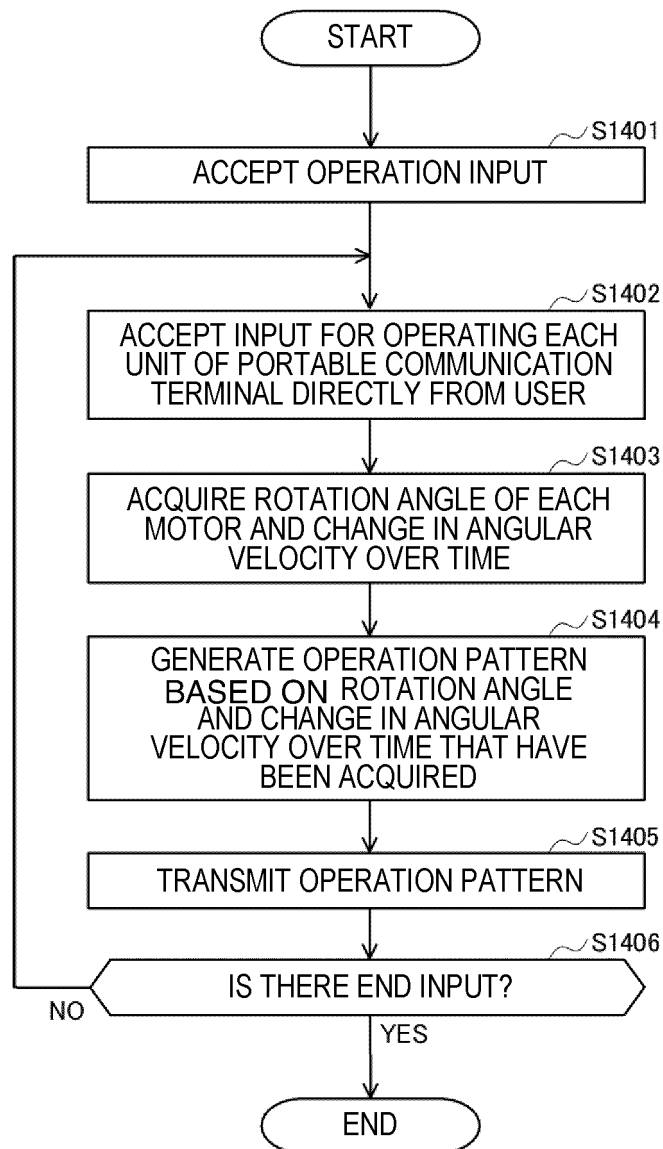 START
S1401
ACCEPT OPERATION INPUT
S1402
ACCEPT INPUT FOR OPERATING EACH
UNIT OF PORTABLE COMMUNICATION
TERMINAL DIRECTLY FROM USER
S1403
ACQUIRE ROTATION ANGLE OF EACH
MOTOR AND CHANGE IN ANGULAR
VELOCITY OVER TIME
S1404
GENERATE OPERATION PATTERN
BASED ON ROTATION ANGLE
AND CHANGE IN ANGULAR
VELOCITY OVER TIME THAT HAVE
BEEN ACQUIRED
S1405
TRANSMIT OPERATION PATTERN
S1406
IS THERE END INPUT?
NO
YES
END